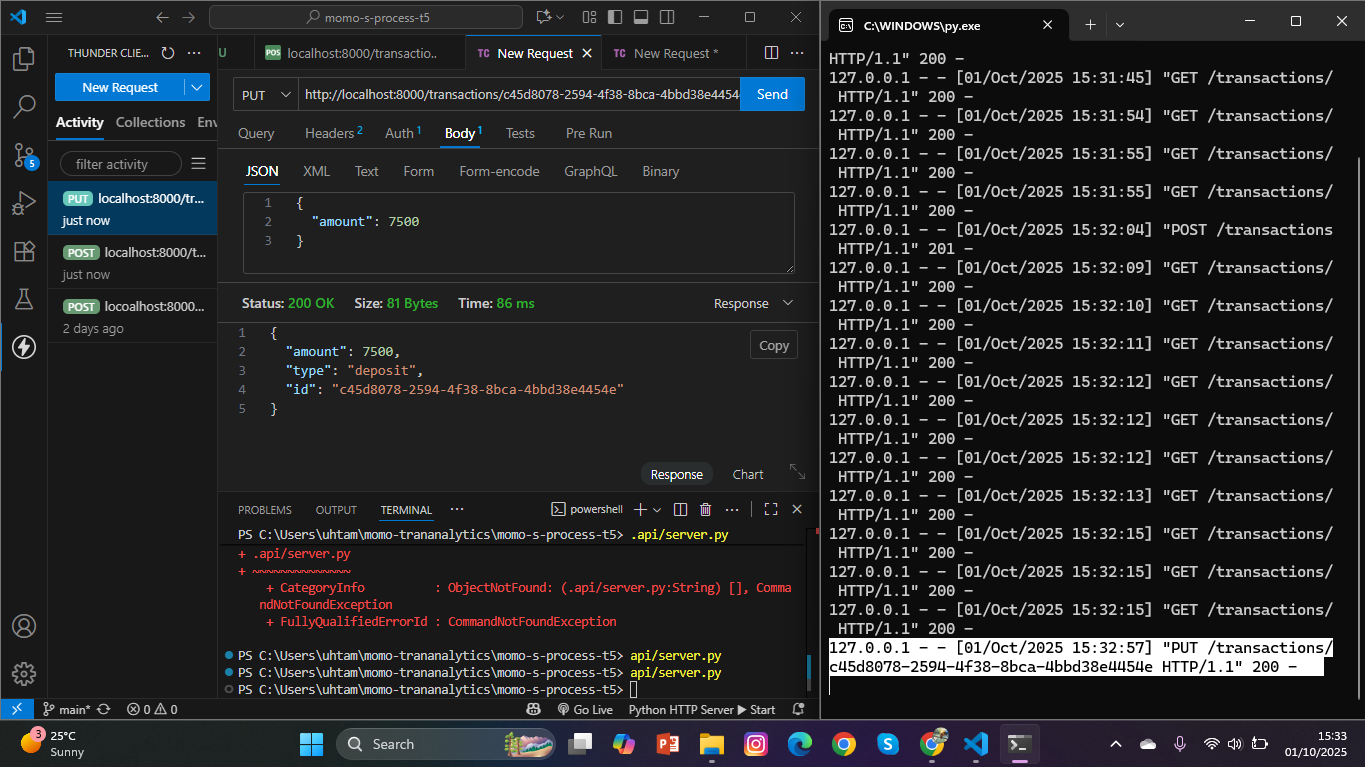 momo-s-process-t5
THUNDER CLIE...
New Request
Activity
Collections
Env
filter activity
PUT localhost:8000/tr...
just now
POST localhost:8000/t...
just now
POST locoalhost:8000...
2 days ago
5
U
POS localhost:8000/transactio..
TC New Request
TC New Request *
PUT
http://localhost:8000/transactions/c45d8078-2594-4f38-8bca-4bbd38e4454
Send
Query
Headers 2
Auth 1
Body 1
Tests
Pre Run
JSON
XML
Text
Form
Form-encode
GraphQL
Binary
1 {
2 "amount": 7500
3 }
Status: 200 OK
Size: 81 Bytes
Time: 86 ms
Response
1 {
2 "amount": 7500,
3 "type": "deposit",
4 "id": "c45d8078-2594-4f38-8bca-4bbd38e4454e"
5 }
Copy
Response
Chart
PROBLEMS
OUTPUT
TERMINAL
powershell
PS C:\Users\uhtam\momo-trananalytics\momo-s-process-t5> .api/server.py
+ .api/server.py
+ ~~~~~~~~~~~~~~
+ CategoryInfo : ObjectNotFound: (.api/server.py:String) [], Comma
ndNotFoundException
+ FullyQualifiedErrorId : CommandNotFoundException
PS C:\Users\uhtam\momo-trananalytics\momo-s-process-t5> api/server.py
PS C:\Users\uhtam\momo-trananalytics\momo-s-process-t5> api/server.py
PS C:\Users\uhtam\momo-trananalytics\momo-s-process-t5>
main*
0
0
Go Live
Python HTTP Server
Start
C:\WINDOWS\py.exe
HTTP/1.1" 200 -
127.0.0.1 - - [01/Oct/2025 15:31:45] "GET /transactions/
HTTP/1.1" 200 -
127.0.0.1 - - [01/Oct/2025 15:31:54] "GET /transactions/
HTTP/1.1" 200 -
127.0.0.1 - - [01/Oct/2025 15:31:55] "GET /transactions/
HTTP/1.1" 200 -
127.0.0.1 - - [01/Oct/2025 15:31:55] "GET /transactions/
HTTP/1.1" 200 -
127.0.0.1 - - [01/Oct/2025 15:32:04] "POST /transactions
HTTP/1.1" 201 -
127.0.0.1 - - [01/Oct/2025 15:32:09] "GET /transactions/
HTTP/1.1" 200 -
127.0.0.1 - - [01/Oct/2025 15:32:10] "GET /transactions/
HTTP/1.1" 200 -
127.0.0.1 - - [01/Oct/2025 15:32:11] "GET /transactions/
HTTP/1.1" 200 -
127.0.0.1 - - [01/Oct/2025 15:32:12] "GET /transactions/
HTTP/1.1" 200 -
127.0.0.1 - - [01/Oct/2025 15:32:12] "GET /transactions/
HTTP/1.1" 200 -
127.0.0.1 - - [01/Oct/2025 15:32:12] "GET /transactions/
HTTP/1.1" 200 -
127.0.0.1 - - [01/Oct/2025 15:32:13] "GET /transactions/
HTTP/1.1" 200 -
127.0.0.1 - - [01/Oct/2025 15:32:15] "GET /transactions/
HTTP/1.1" 200 -
127.0.0.1 - - [01/Oct/2025 15:32:15] "GET /transactions/
HTTP/1.1" 200 -
127.0.0.1 - - [01/Oct/2025 15:32:15] "GET /transactions/
HTTP/1.1" 200 -
127.0.0.1 - - [01/Oct/2025 15:32:57] "PUT /transactions/
c45d8078-2594-4f38-8bca-4bbd38e4454e HTTP/1.1" 200 -
3
25°C
Sunny
Search
15:33
01/10/2025